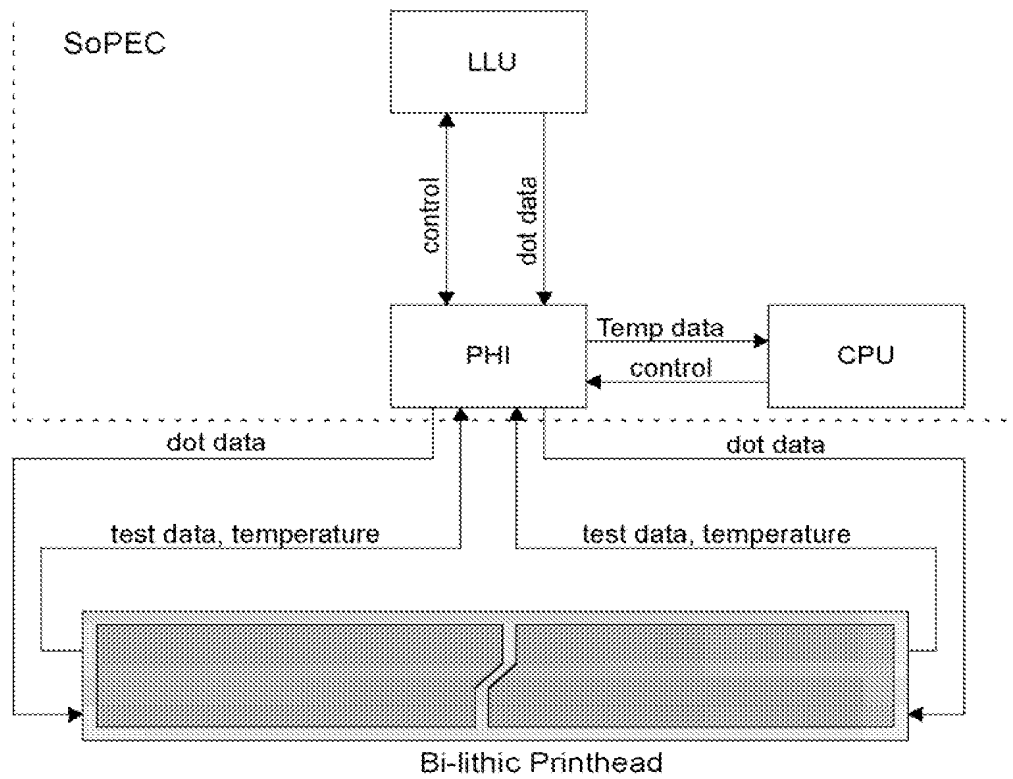 SoPEC
LLU
control
dot data
PHI
Temp data
control
CPU
dot data
dot data
test data, temperature
test data, temperature
Bi-lithic Printhead